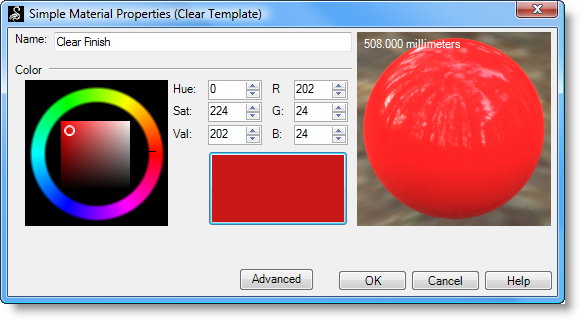 Simple Material Properties (Clear Template)
Name: Clear Finish
508.000 millimeters
Color
Hue: 0 R 202
Sat: 224 G: 24
Val: 202 B: 24
Advanced OK Cancel Help